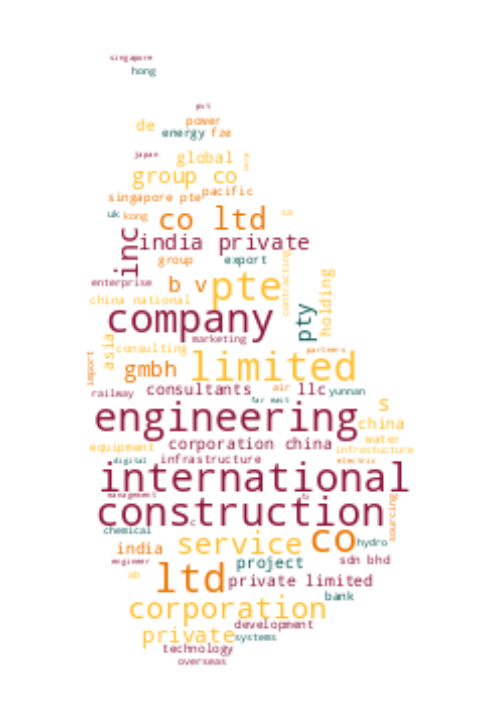 singapore
hong
pvt
de power
energy fze
japan global
group co
singapore pte pacific
uk kong co ltd sa
inc india private
group export
enterprise b v pte contracting holding
china national
company pty
marketing
asia consulting partners
import gmbh limited
railway consultants air llc yunnan
far east s
engineering china
corporation china water
equipment infrastucture
digital infrastructure electric
international
management
construction sourcing
chemical c
service co hydro
india
engineer project sdn bhd
ab ltd private limited
bank
corporation
development
private systems
technology
overseas